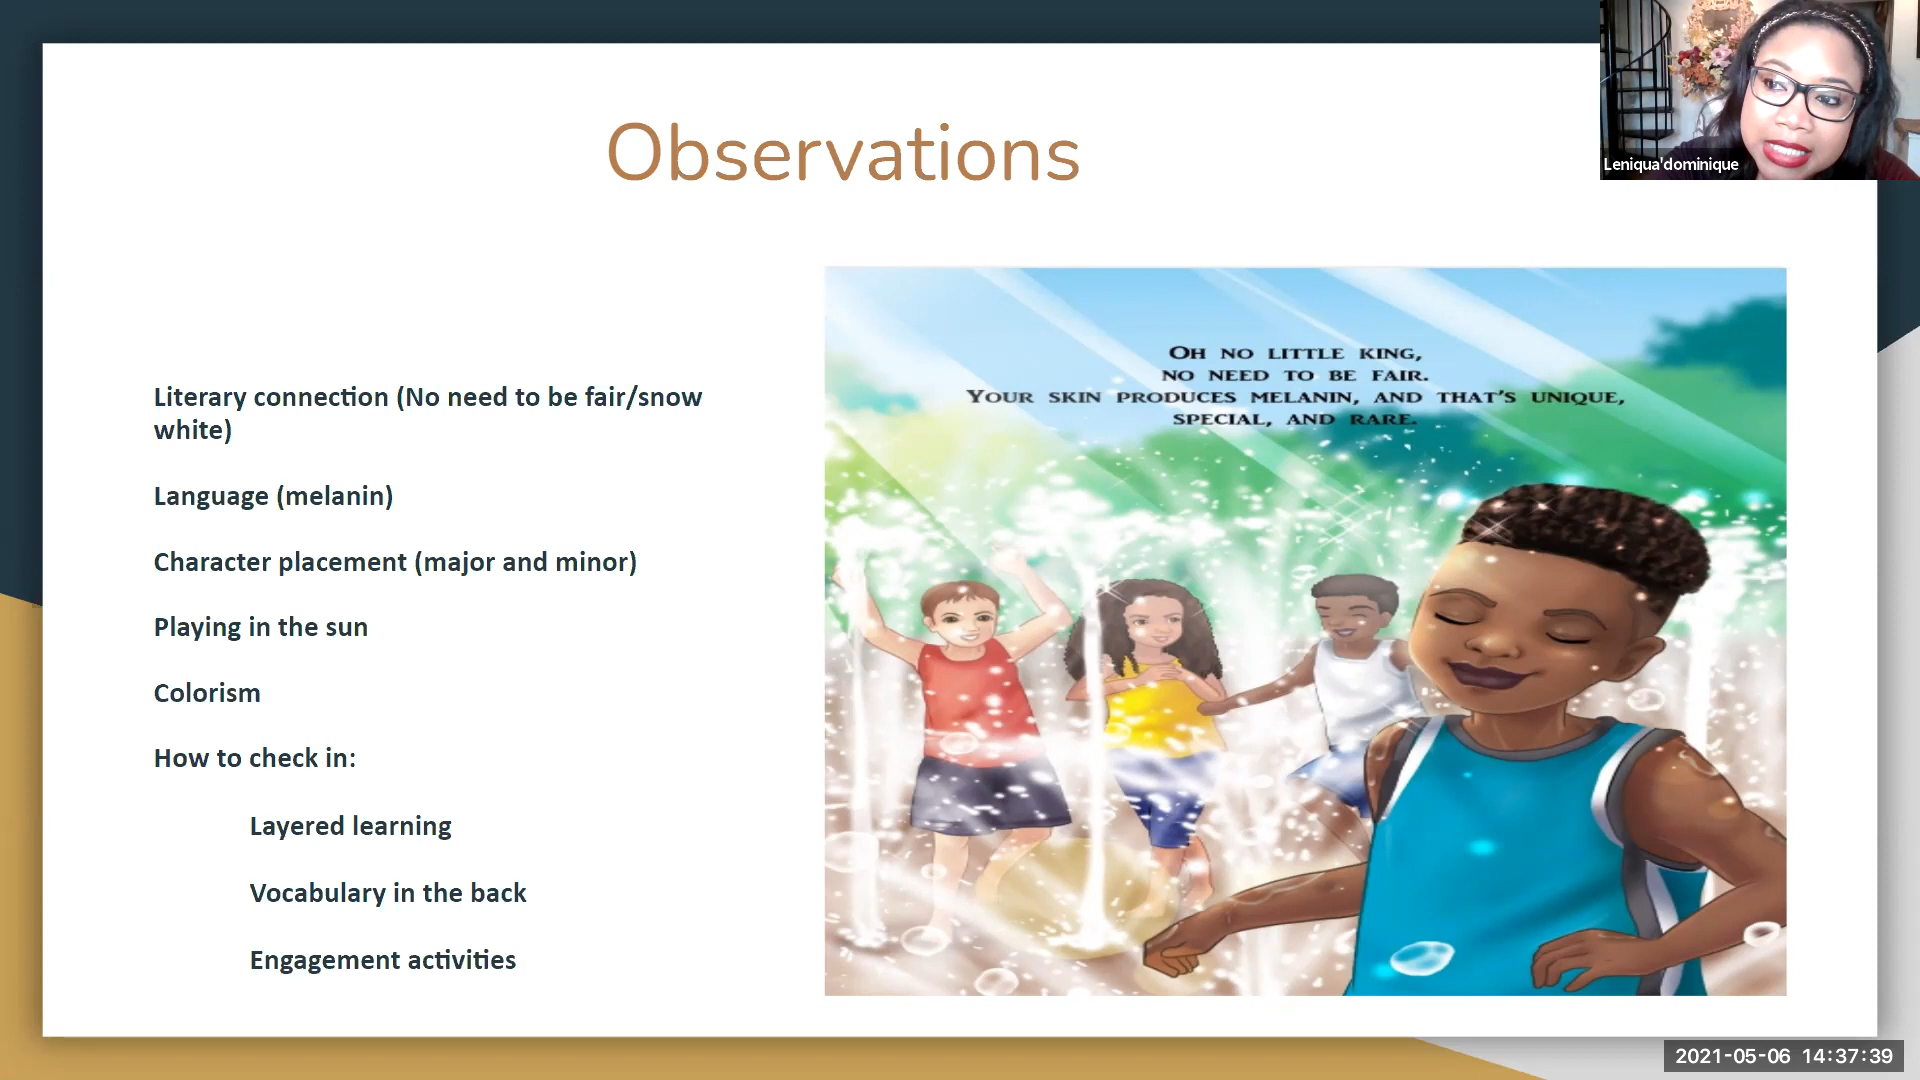 Observations
Leniqua'dominique
Literary connection (No need to be fair/snow
white)
Language (melanin)
Character placement (major and minor)
Playing in the sun
Colorism
How to check in:
Layered learning
Vocabulary in the back
Engagement activities
OH NO LITTLE KING,
NO NEED TO BE FAIR.
YOUR SKIN PRODUCES MELANIN, AND THAT'S UNIQUE,
SPECIAL, AND RARE.
2021-05-06 14:37:39